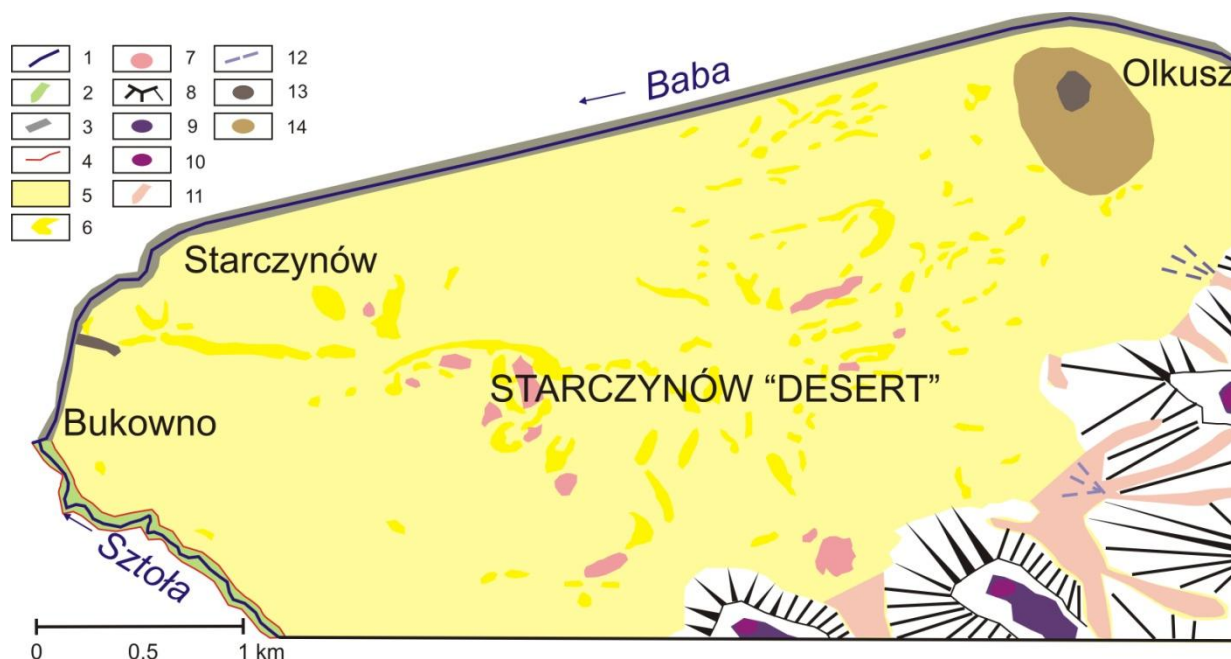 1
2
3
4
5
6
7
8
9
10
11
12
13
14
Baba
Olkusz
Starczynów
STARCZYNÓW “DESERT”
Bukowno
Sztoła
0 0.5 1 km